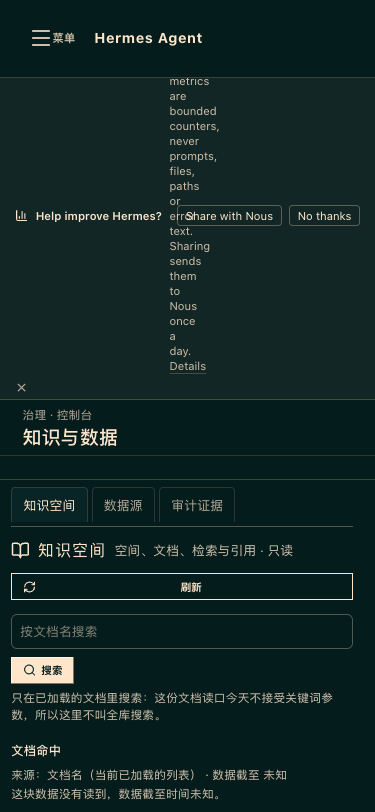 菜单 Hermes Agent
metrics
are
bounded
counters,
never
prompts,
files,
paths
or
Help improve Hermes? error Share with Nous No thanks
text.
Sharing
sends
them
to
Nous
once
a
day.
Details
治理 · 控制台
知识与数据
知识空间 数据源 审计证据
知识空间 空间、文档、检索与引用 · 只读
刷新
按文档名搜索
搜索
只在已加载的文档里搜索：这份文档读口今天不接受关键词参
数，所以这里不叫全库搜索。
文档命中
来源：文档名（当前已加载的列表） · 数据截至 未知
这块数据没有读到，数据截至时间未知。